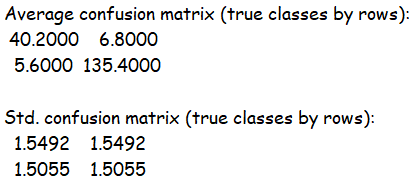 Average confusion matrix (true classes by rows):
40.2000 6.8000
5.6000 135.4000
Std. confusion matrix (true classes by rows):
1.5492 1.5492
1.5055 1.5055